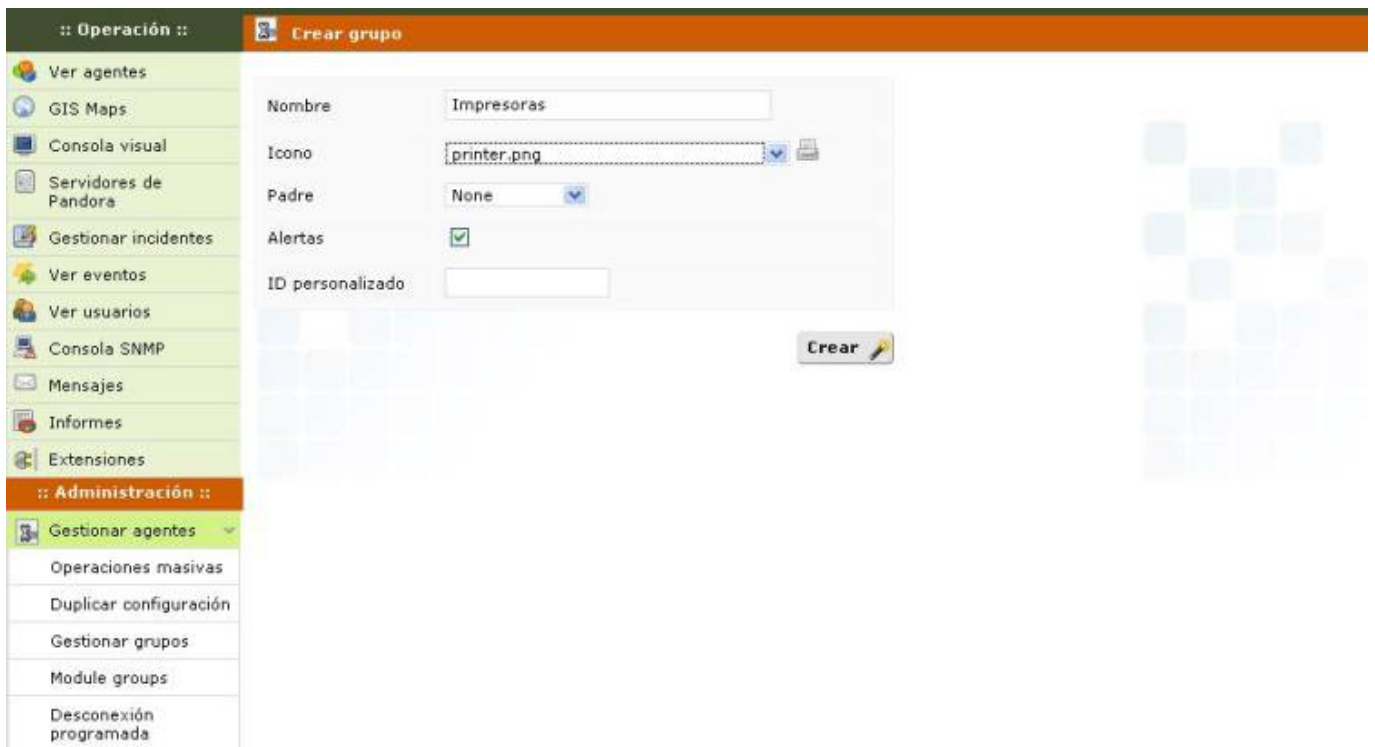 :: Operación ::
Ver agentes
GIS Maps
Consola visual
Servidores de
Pandora
Gestionar incidentes
Ver eventos
Ver usuarios
Consola SNMP
Mensajes
Informes
Extensiones
:: Administración ::
Gestionar agentes
Operaciones masivas
Duplicar configuración
Gestionar grupos
Module groups
Desconexión
programada
Crear grupo
Nombre Impresoras
Icono printer.png
Padre None
Alertas
ID personalizado
Crear